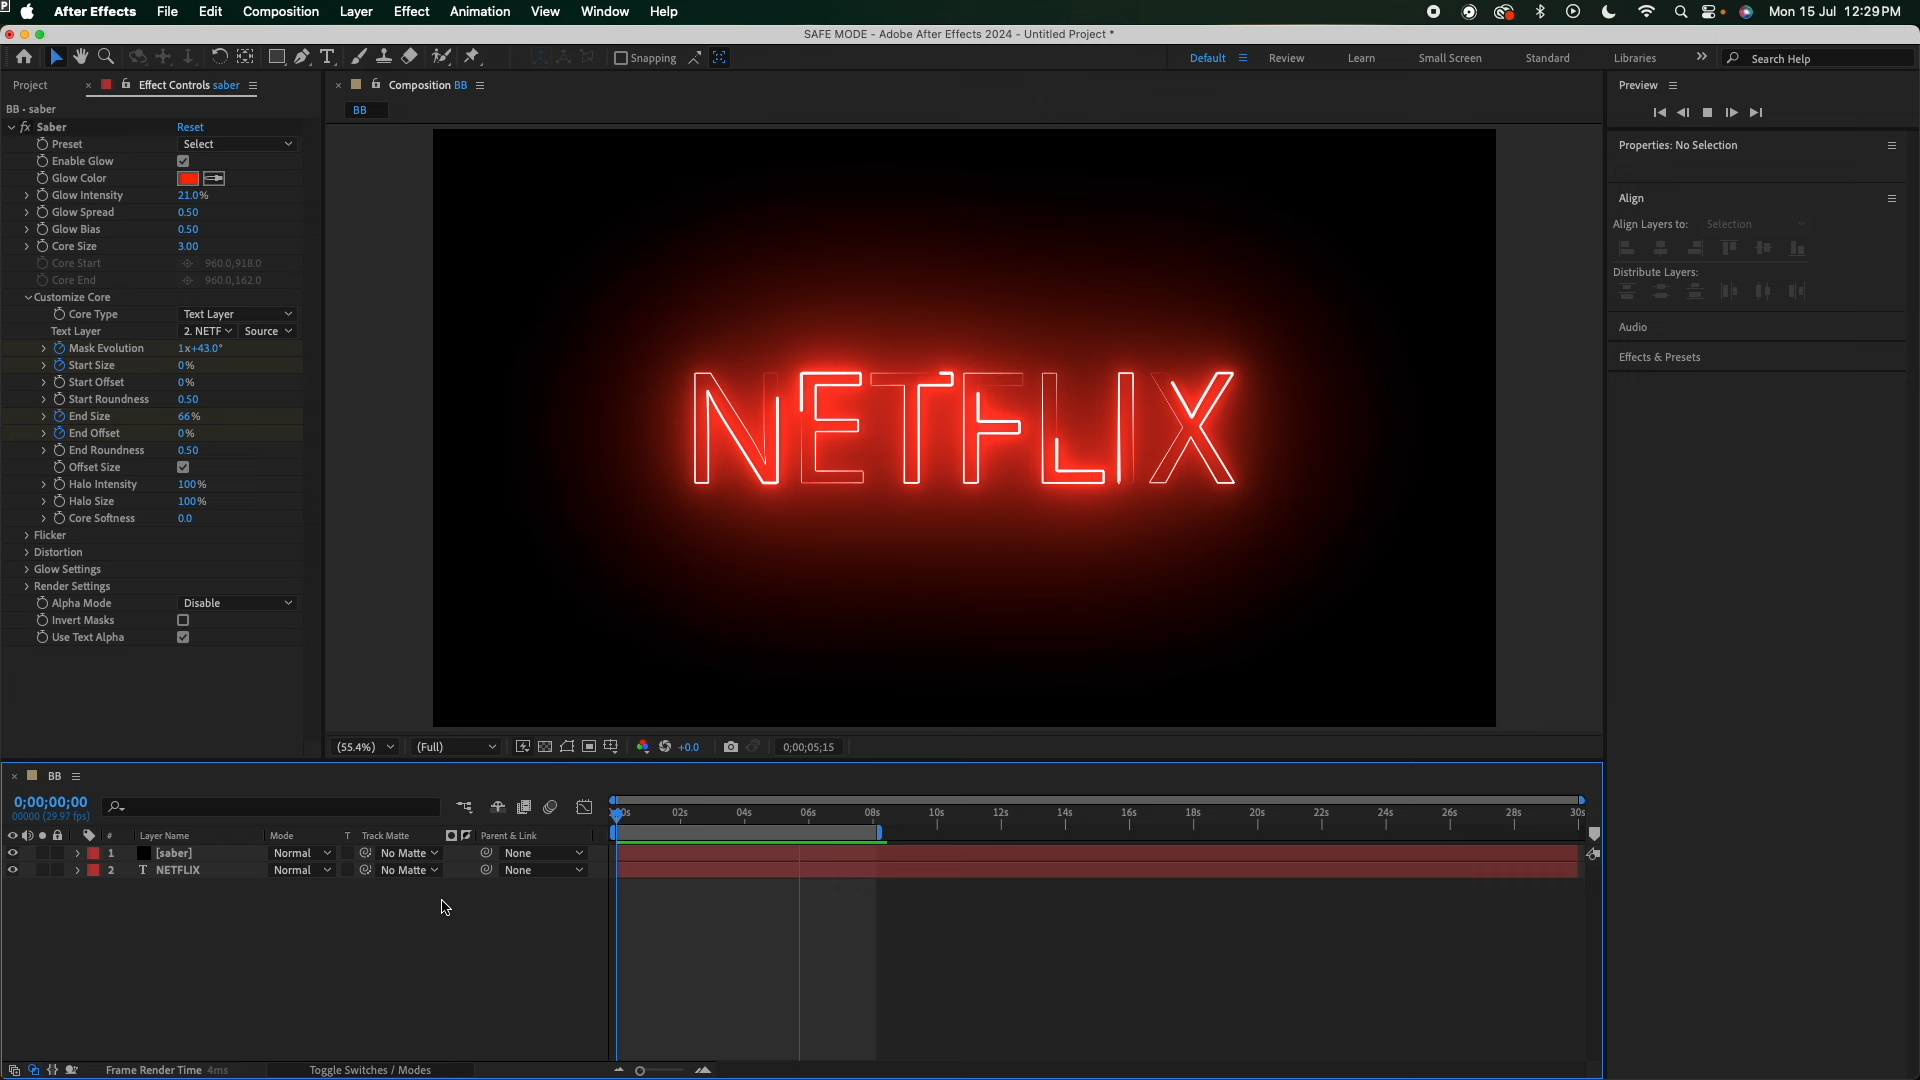 After Effects File Edit Composition Layer Effect Animation View Window Help Mon 15 Jul 12:29 PM
SAFE MODE - Adobe After Effects 2024 - Untitled Project *
Snapping Default Review Learn Small Screen Standard Libraries Search Help
Project Effect Controls saber
BB • saber
fx Saber Reset
Preset Select
Enable Glow
Glow Color
Glow Intensity 21.0%
Glow Spread 0.50
Glow Bias 0.50
Core Size 3.00
Core Start 960.0,918.0
Core End 960.0,162.0
Customize Core
Core Type Text Layer
Text Layer 2. NETF Source
Mask Evolution 1x+43.0°
Start Size 0%
Start Offset 0%
Start Roundness 0.50
End Size 66%
End Offset 0%
End Roundness 0.50
Offset Size
Halo Intensity 100%
Halo Size 100%
Core Softness 0.0
Flicker
Distortion
Glow Settings
Render Settings
Alpha Mode Disable
Invert Masks
Use Text Alpha
Composition BB
BB
NETFLIX
(55.4%) (Full) +0.0 0;00;05;15
Preview
Properties: No Selection
Align
Align Layers to: Selection
Distribute Layers:
Audio
Effects & Presets
BB
0;00;00;00
00000 (29.97 fps)
# Layer Name Mode T Track Matte Parent & Link
1 [saber] Normal No Matte None
2 T NETFLIX Normal No Matte None
02s 04s 06s 08s 10s 12s 14s 16s 18s 20s 22s 24s 26s 28s 30s
Frame Render Time 4ms Toggle Switches / Modes